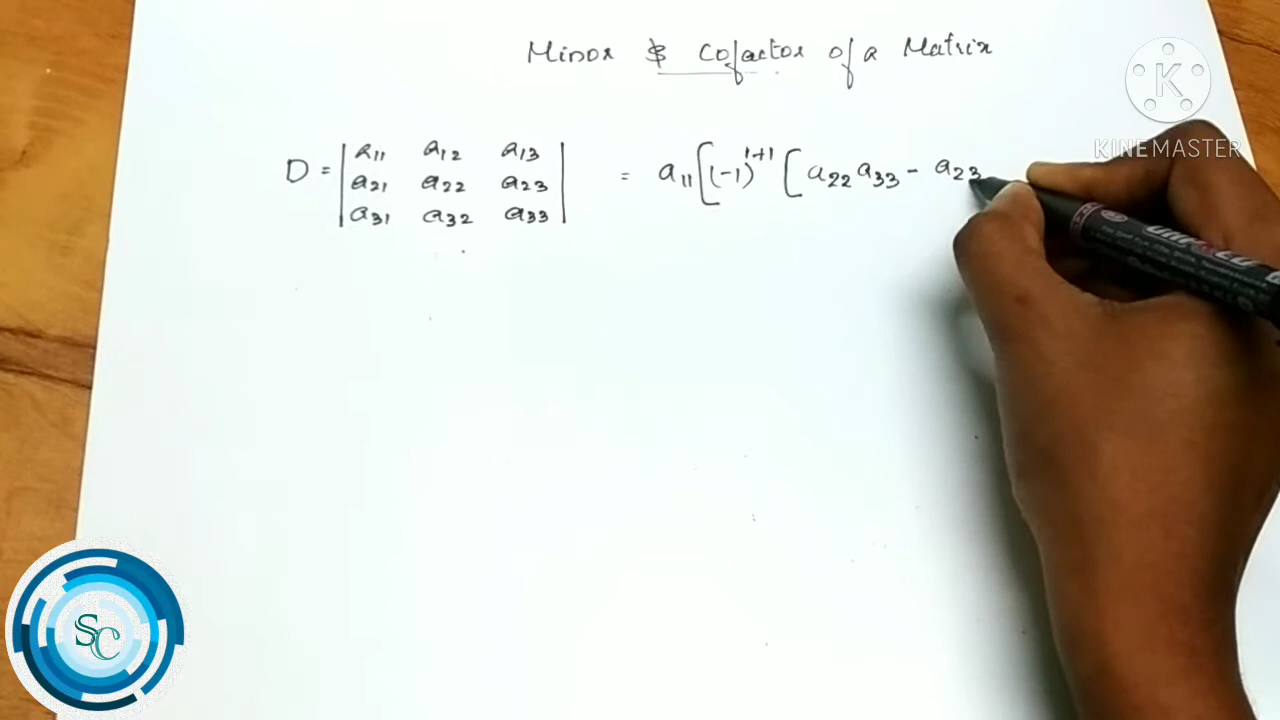 Minor & Cofactor of a Matrix
KINEMASTER
D = | a₁₁ a₁₂ a₁₃ |
| a₂₁ a₂₂ a₂₃ | = a₁₁ [(-1)¹⁺¹ [ a₂₂ a₃₃ - a₂₃
| a₃₁ a₃₂ a₃₃ |
SC